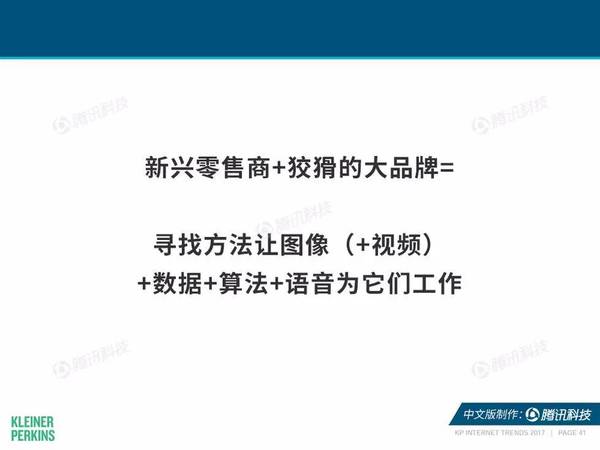 腾讯科技
腾讯科技
新兴零售商+狡猾的大品牌=
腾讯科技
寻找方法让图像（+视频）
+数据+算法+语音为它们工作
腾讯科技
腾讯科技
KLEINER
PERKINS
中文版制作：腾讯科技
KP INTERNET TRENDS 2017 | PAGE 41